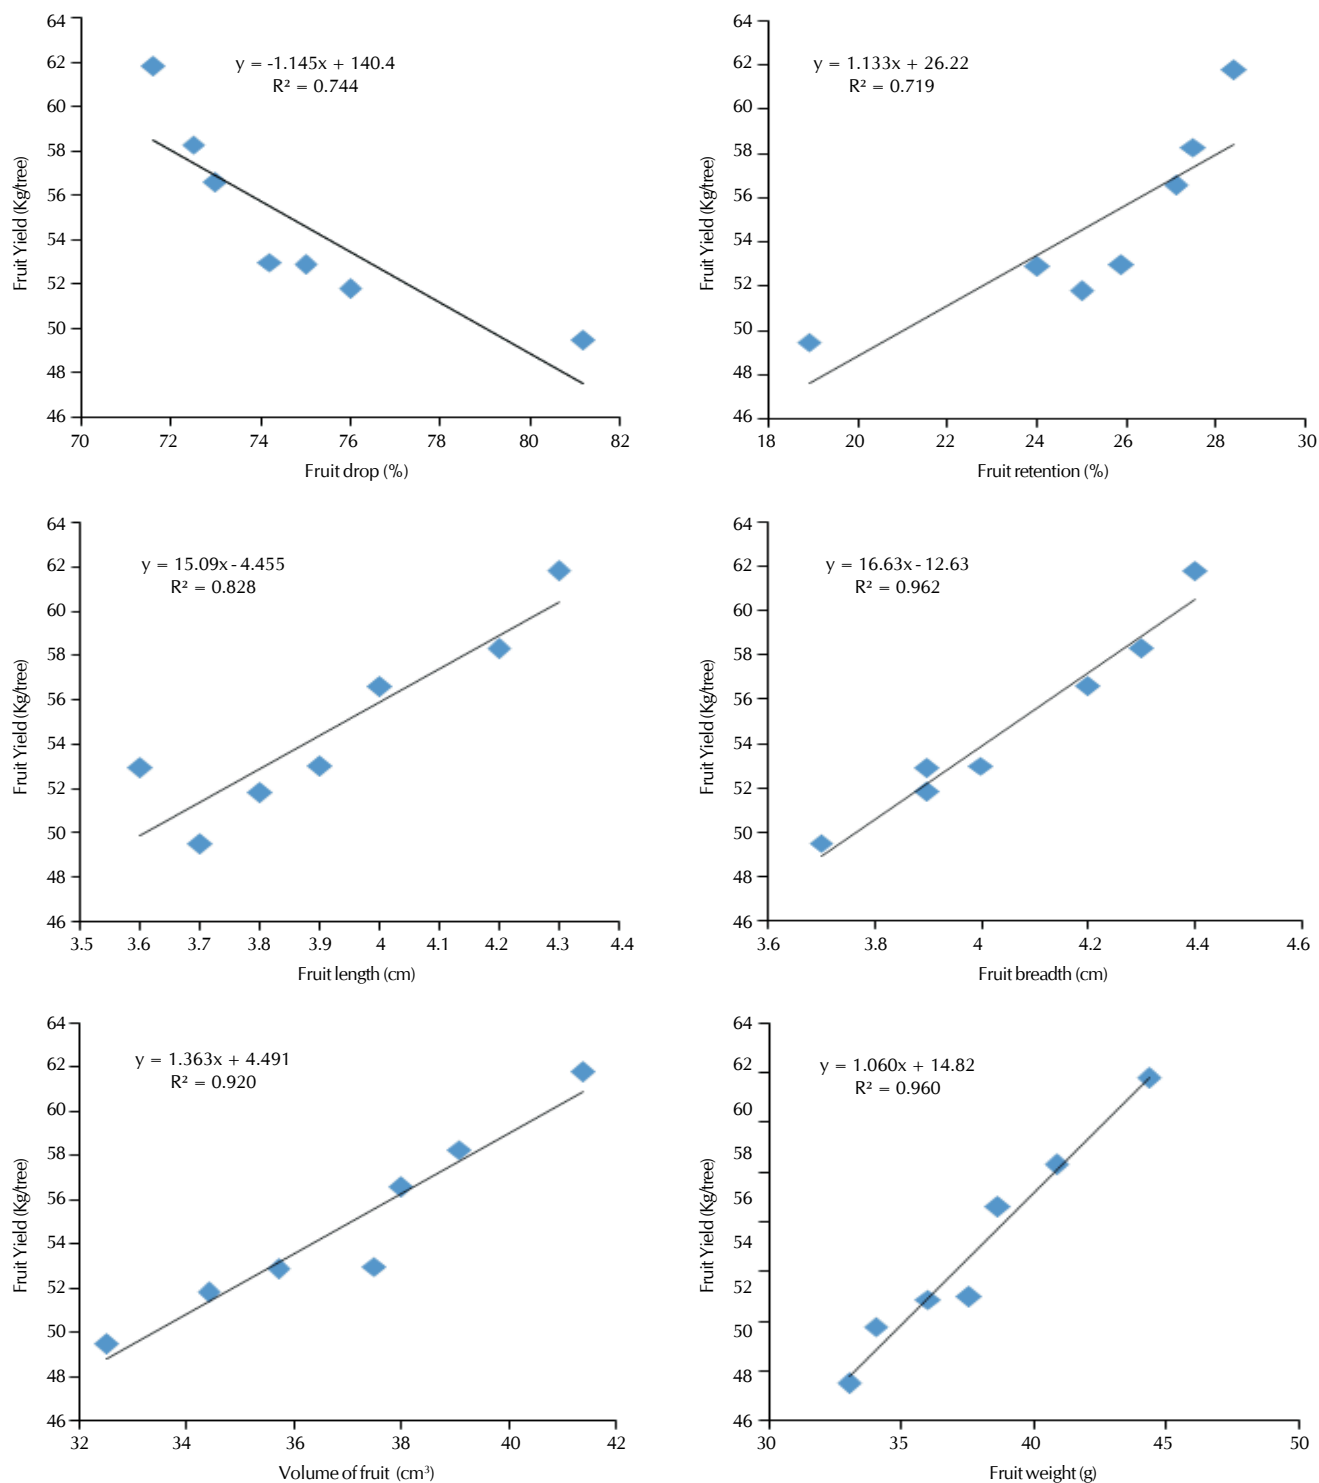 64
62
60
58
56
54
52
50
48
46
Fruit Yield (Kg/tree)
y = -1.145x + 140.4
R² = 0.744
70 72 74 76 78 80 82
Fruit drop (%)
64
62
60
58
56
54
52
50
48
46
Fruit Yield (Kg/tree)
y = 1.133x + 26.22
R² = 0.719
18 20 22 24 26 28 30
Fruit retention (%)
64
62
60
58
56
54
52
50
48
46
Fruit Yield (Kg/tree)
y = 15.09x - 4.455
R² = 0.828
3.5 3.6 3.7 3.8 3.9 4 4.1 4.2 4.3 4.4
Fruit length (cm)
64
62
60
58
56
54
52
50
48
46
Fruit Yield (Kg/tree)
y = 16.63x - 12.63
R² = 0.962
3.6 3.8 4 4.2 4.4 4.6
Fruit breadth (cm)
64
62
60
58
56
54
52
50
48
46
Fruit Yield (Kg/tree)
y = 1.363x + 4.491
R² = 0.920
32 34 36 38 40 42
Volume of fruit (cm³)
64
62
60
58
56
54
52
50
48
46
Fruit Yield (Kg/tree)
y = 1.060x + 14.82
R² = 0.960
30 35 40 45 50
Fruit weight (g)